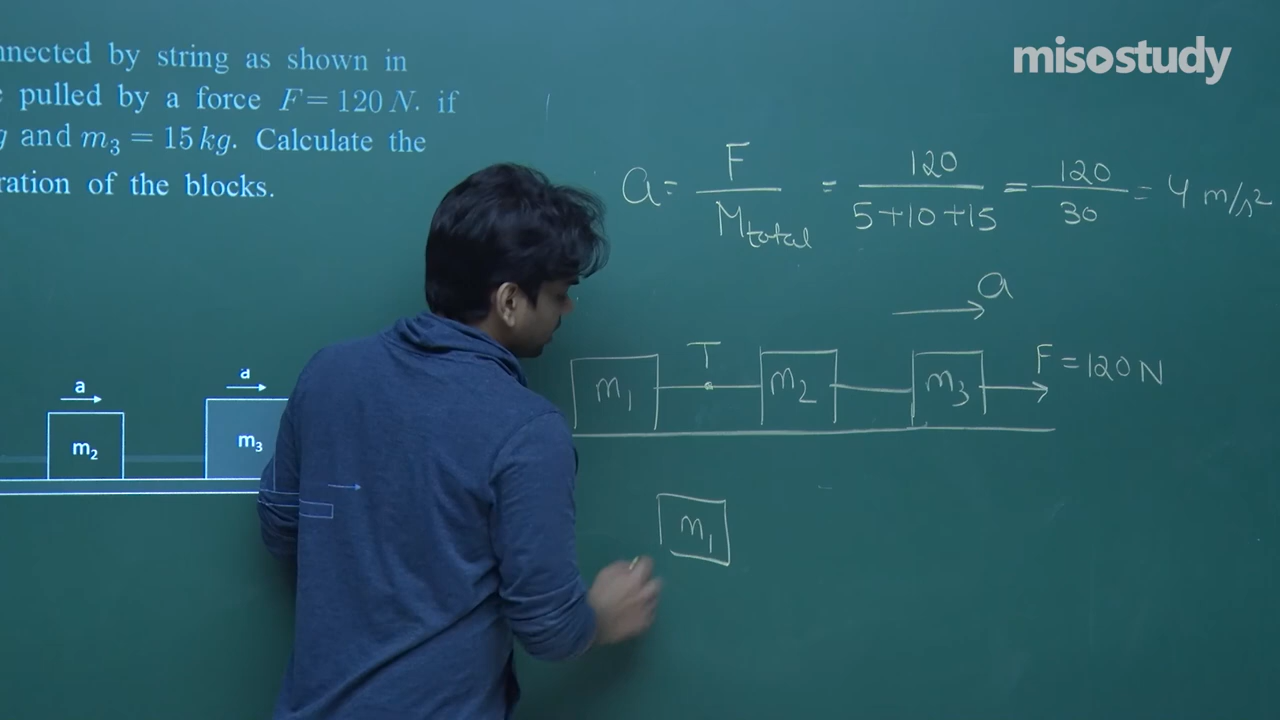 misostudy
nnected by string as shown in
pulled by a force F = 120 N. if
and m₃ = 15 kg. Calculate the
ration of the blocks.
a = F / M_total = 120 / 5+10+15 = 120 / 30 = 4 m/s²
a
m₁ T m₂ m₃ F = 120 N
a a
m₂ m₃
m₁